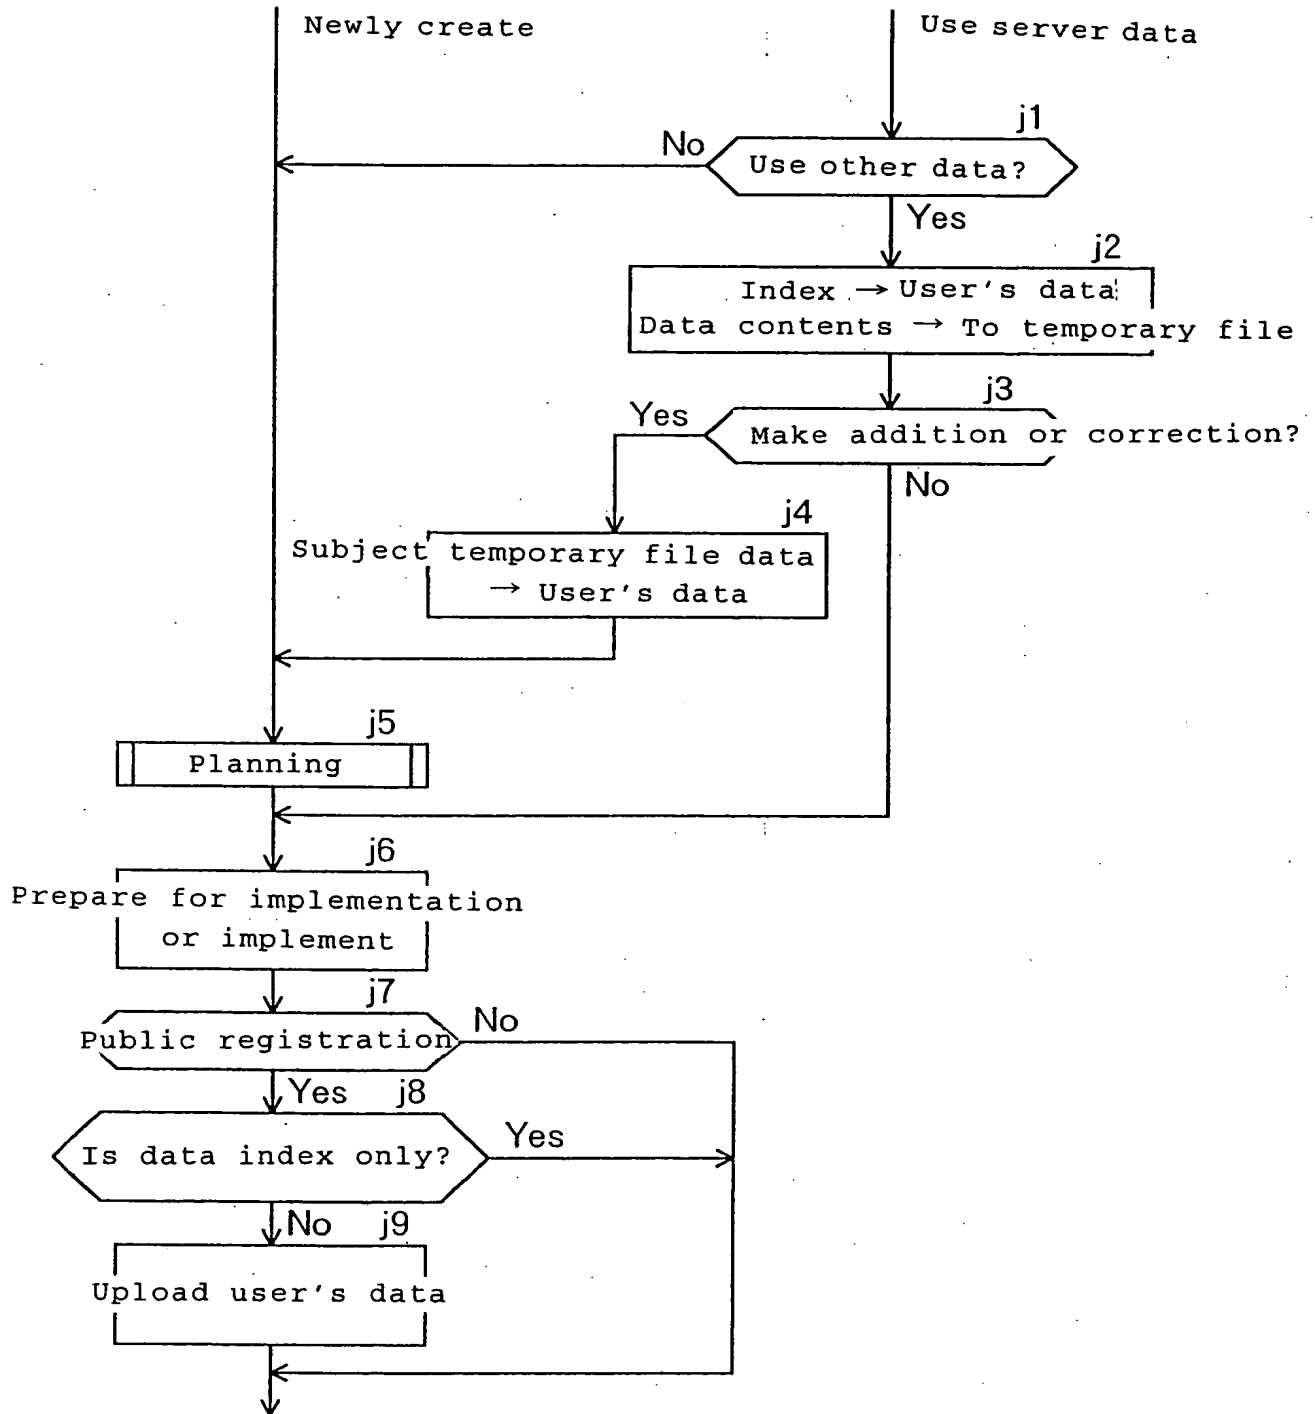 Newly create
Use server data
j1
No
Use other data?
Yes
j2
Index → User's data
Data contents → To temporary file
j3
Yes
Make addition or correction?
No
j4
Subject temporary file data
→ User's data
j5
Planning
j6
Prepare for implementation
or implement
j7
No
Public registration
Yes
j8
Yes
Is data index only?
No
j9
Upload user's data